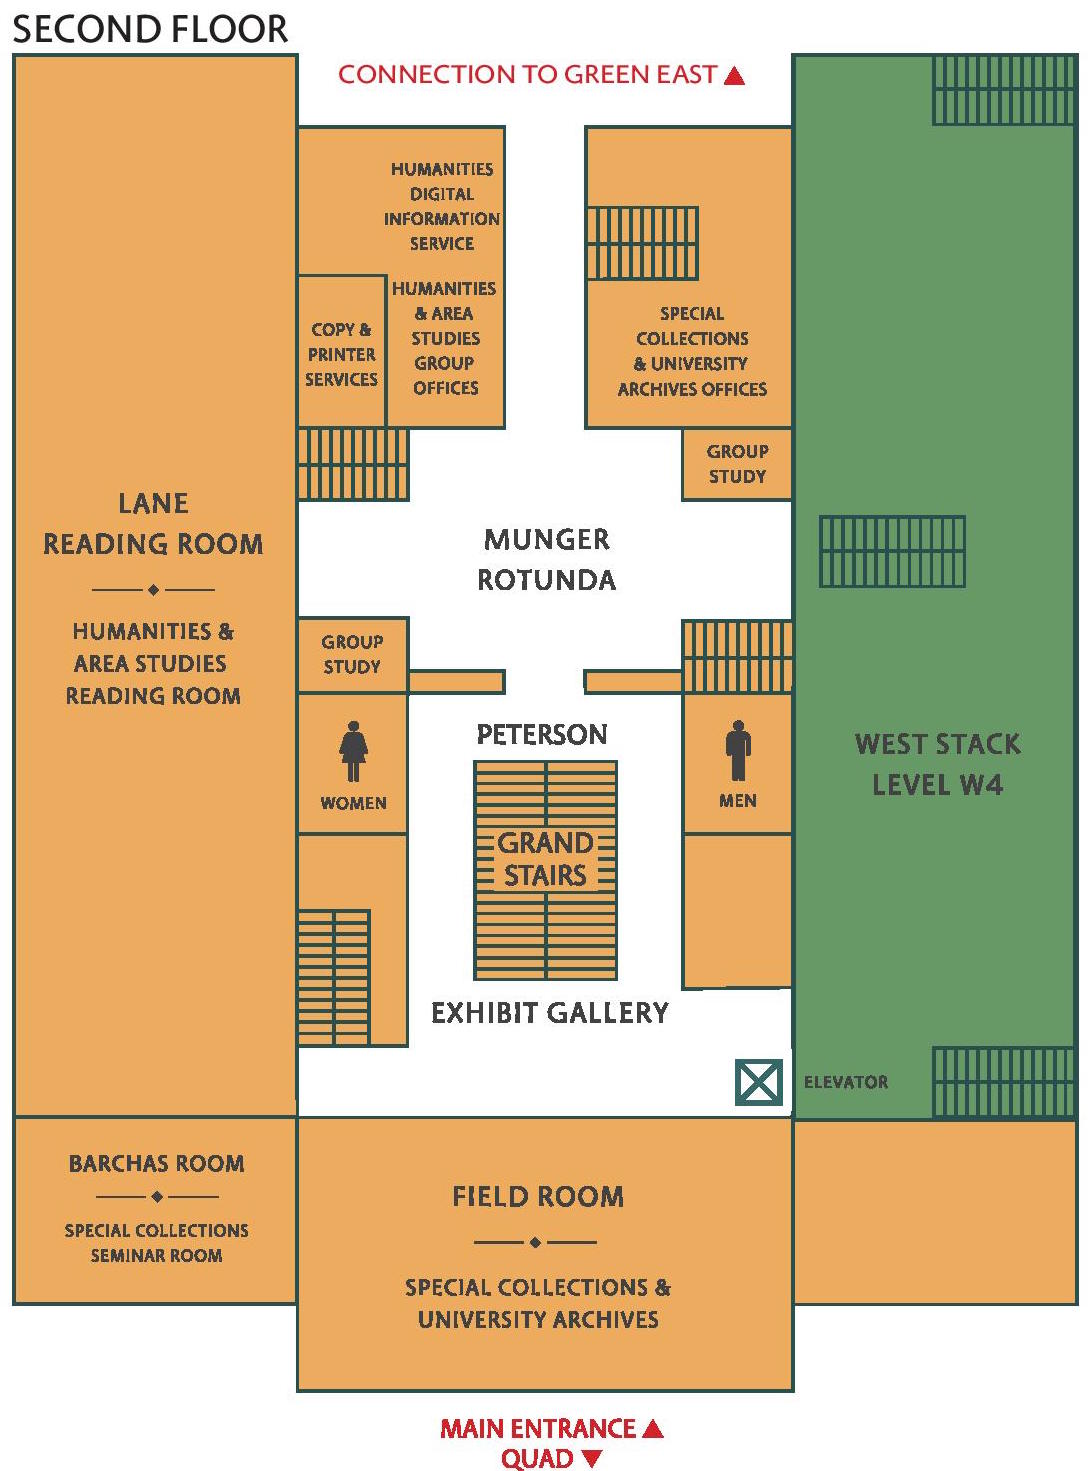 SECOND FLOOR
CONNECTION TO GREEN EAST
HUMANITIES
DIGITAL
INFORMATION
SERVICE
HUMANITIES
& AREA
STUDIES
GROUP
OFFICES
COPY &
PRINTER
SERVICES
SPECIAL
COLLECTIONS
& UNIVERSITY
ARCHIVES OFFICES
GROUP
STUDY
LANE
READING ROOM
HUMANITIES &
AREA STUDIES
READING ROOM
MUNGER
ROTUNDA
GROUP
STUDY
WOMEN
PETERSON
GRAND
STAIRS
MEN
WEST STACK
LEVEL W4
EXHIBIT GALLERY
ELEVATOR
BARCHAS ROOM
SPECIAL COLLECTIONS
SEMINAR ROOM
FIELD ROOM
SPECIAL COLLECTIONS &
UNIVERSITY ARCHIVES
MAIN ENTRANCE
QUAD